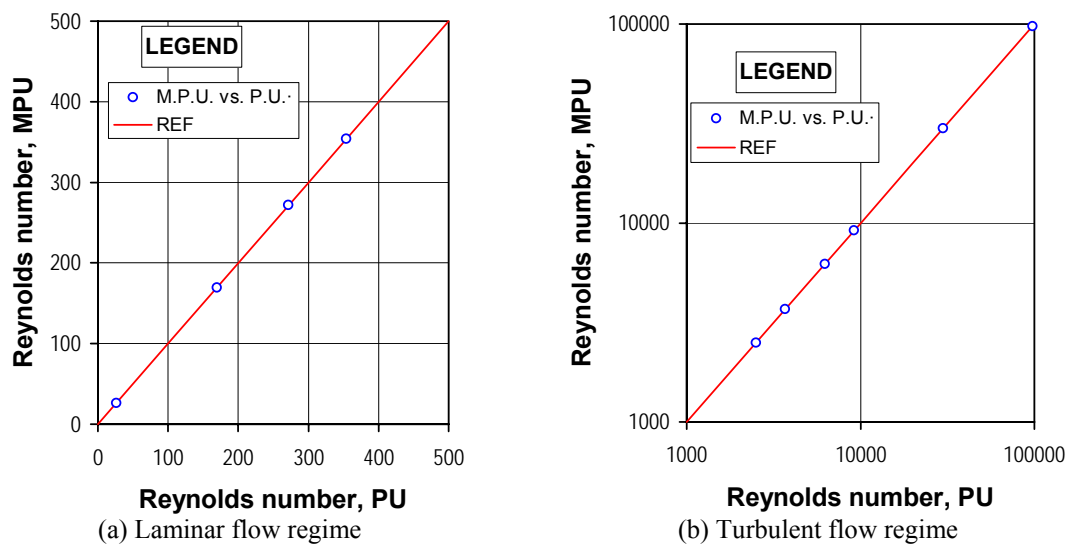 500
400
300
200
100
0
Reynolds number, MPU
LEGEND
M.P.U. vs. P.U.·
REF
0 100 200 300 400 500
Reynolds number, PU
(a) Laminar flow regime
100000
10000
1000
Reynolds number, MPU
LEGEND
M.P.U. vs. P.U.·
REF
1000 10000 100000
Reynolds number, PU
(b) Turbulent flow regime